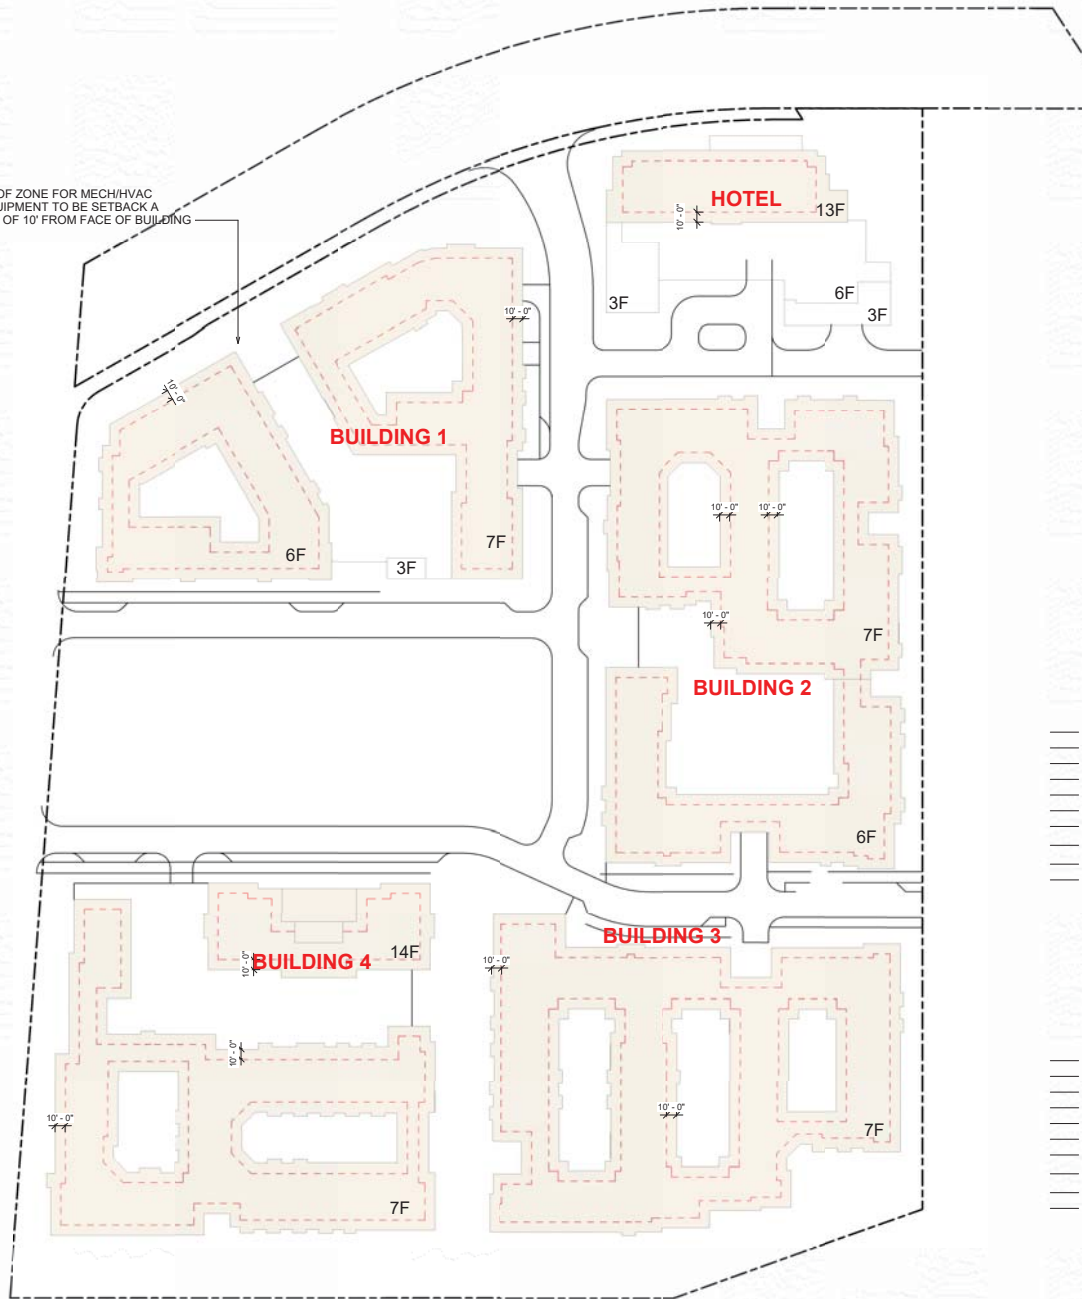 OF ZONE FOR MECH/HVAC
UIPMENT TO BE SETBACK A
OF 10' FROM FACE OF BUILDING
HOTEL
13F
10' - 0"
3F
6F
3F
10' - 0"
10' - 0"
BUILDING 1
6F
3F
7F
10' - 0"
10' - 0"
10' - 0"
7F
BUILDING 2
6F
BUILDING 3
14F
BUILDING 4
10' - 0"
10' - 0"
10' - 0"
10' - 0"
10' - 0"
7F
7F